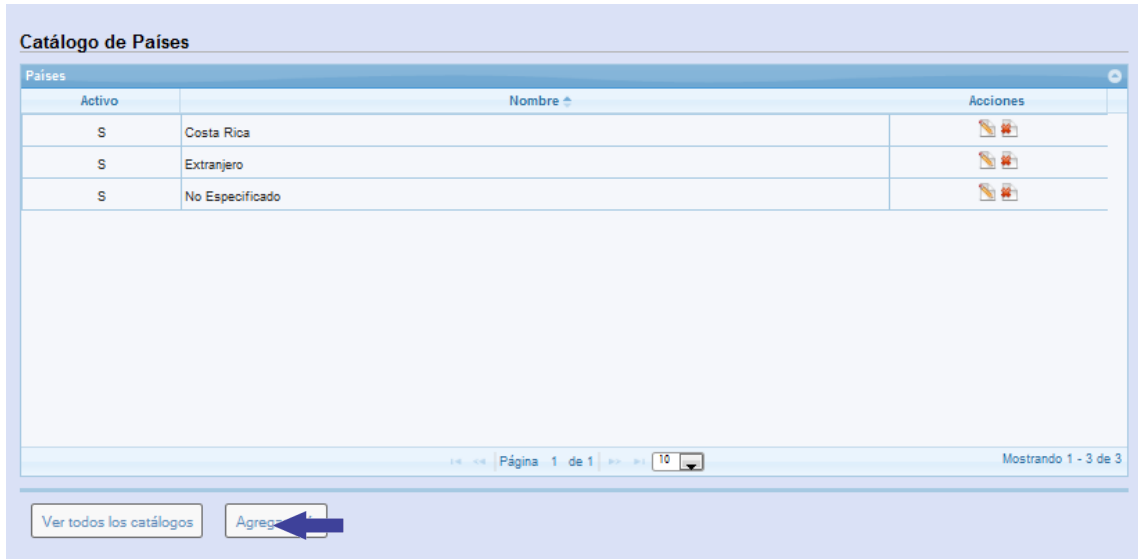 Catálogo de Países
Países
Activo Nombre Acciones
S Costa Rica
S Extranjero
S No Especificado
Página 1 de 1 10 Mostrando 1 - 3 de 3
Ver todos los catálogos